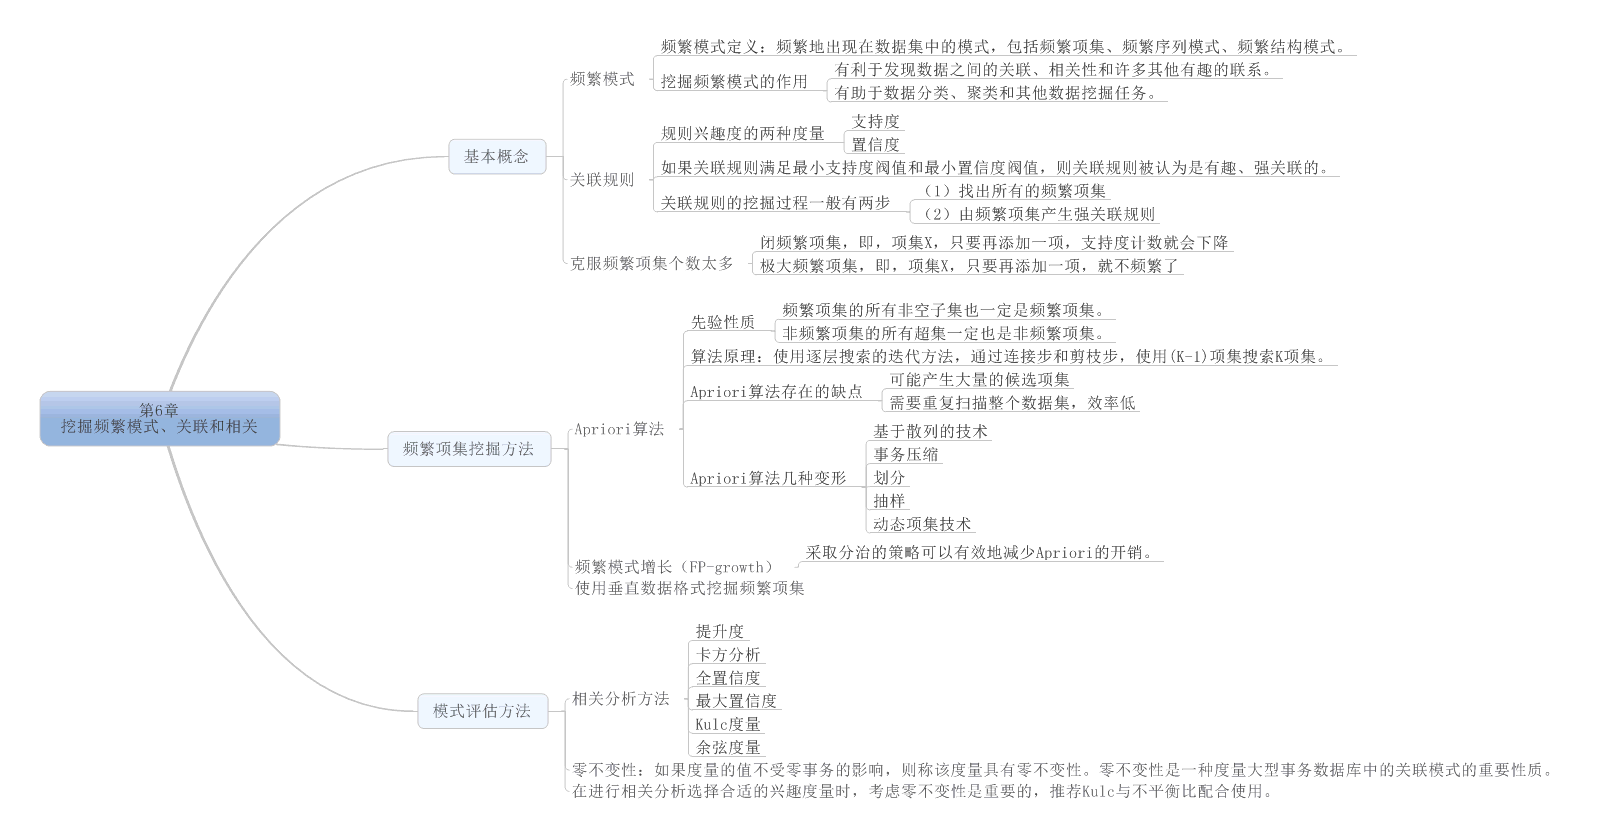 第6章
挖掘频繁模式、关联和相关
基本概念
频繁模式
频繁模式定义：频繁地出现在数据集中的模式，包括频繁项集、频繁序列模式、频繁结构模式。
挖掘频繁模式的作用
有利于发现数据之间的关联、相关性和许多其他有趣的联系。
有助于数据分类、聚类和其他数据挖掘任务。
关联规则
规则兴趣度的两种度量
支持度
置信度
如果关联规则满足最小支持度阀值和最小置信度阀值，则关联规则被认为是有趣、强关联的。
关联规则的挖掘过程一般有两步
（1）找出所有的频繁项集
（2）由频繁项集产生强关联规则
克服频繁项集个数太多
闭频繁项集，即，项集X，只要再添加一项，支持度计数就会下降
极大频繁项集，即，项集X，只要再添加一项，就不频繁了
频繁项集挖掘方法
Apriori算法
先验性质
频繁项集的所有非空子集也一定是频繁项集。
非频繁项集的所有超集一定也是非频繁项集。
算法原理：使用逐层搜索的迭代方法，通过连接步和剪枝步，使用(K-1)项集搜索K项集。
Apriori算法存在的缺点
可能产生大量的候选项集
需要重复扫描整个数据集，效率低
Apriori算法几种变形
基于散列的技术
事务压缩
划分
抽样
动态项集技术
频繁模式增长（FP-growth）
采取分治的策略可以有效地减少Apriori的开销。
使用垂直数据格式挖掘频繁项集
模式评估方法
相关分析方法
提升度
卡方分析
全置信度
最大置信度
Kulc度量
余弦度量
零不变性：如果度量的值不受零事务的影响，则称该度量具有零不变性。零不变性是一种度量大型事务数据库中的关联模式的重要性质。
在进行相关分析选择合适的兴趣度量时，考虑零不变性是重要的，推荐Kulc与不平衡比配合使用。